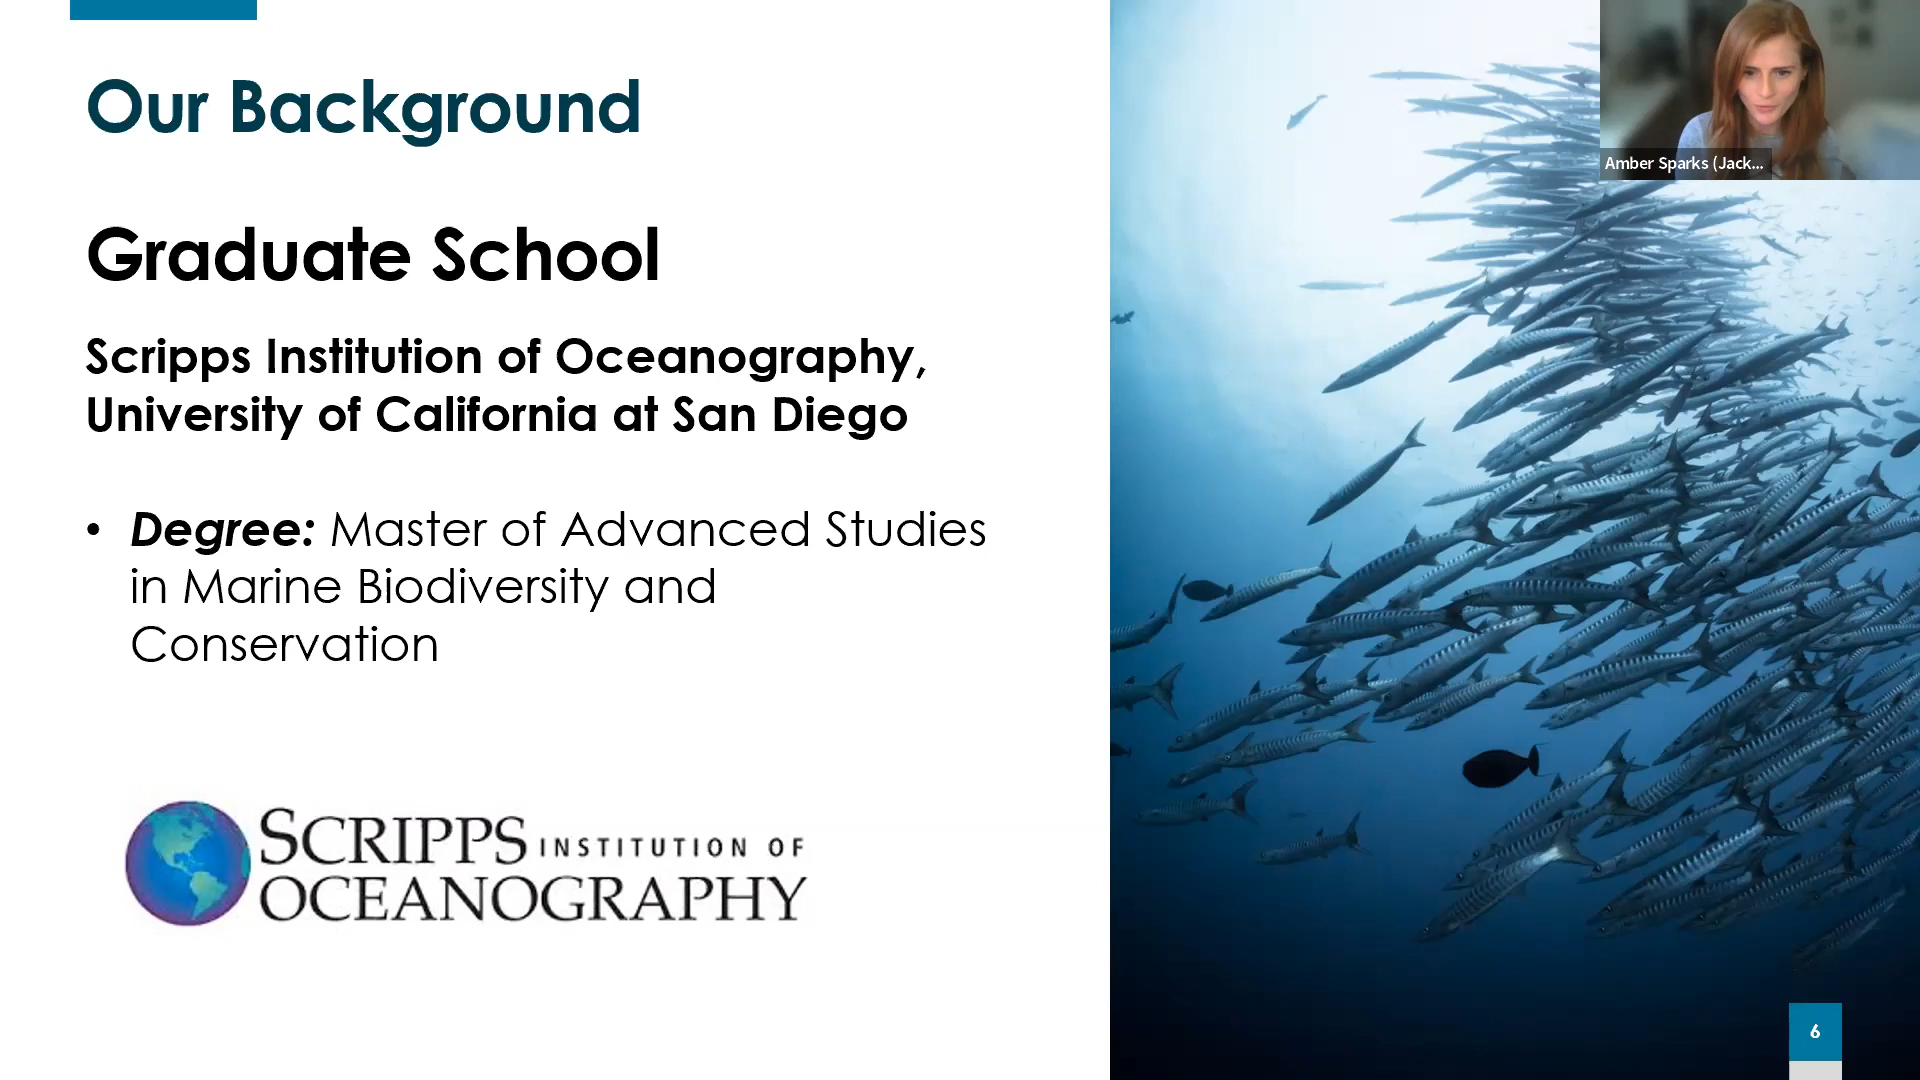 Our Background
Graduate School
Scripps Institution of Oceanography,
University of California at San Diego
• Degree: Master of Advanced Studies
in Marine Biodiversity and
Conservation
SCRIPPS INSTITUTION OF
OCEANOGRAPHY
Amber Sparks (Jack...
6